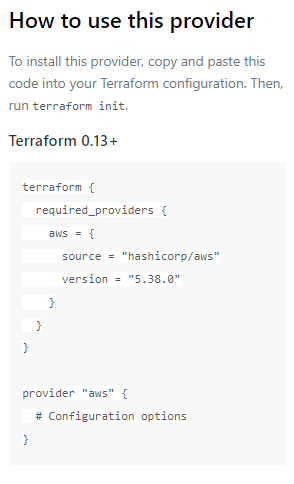 How to use this provider
To install this provider, copy and paste this
code into your Terraform configuration. Then,
run terraform init.
Terraform 0.13+
terraform {
  required_providers {
    aws = {
      source = "hashicorp/aws"
      version = "5.38.0"
    }
  }
}

provider "aws" {
  # Configuration options
}